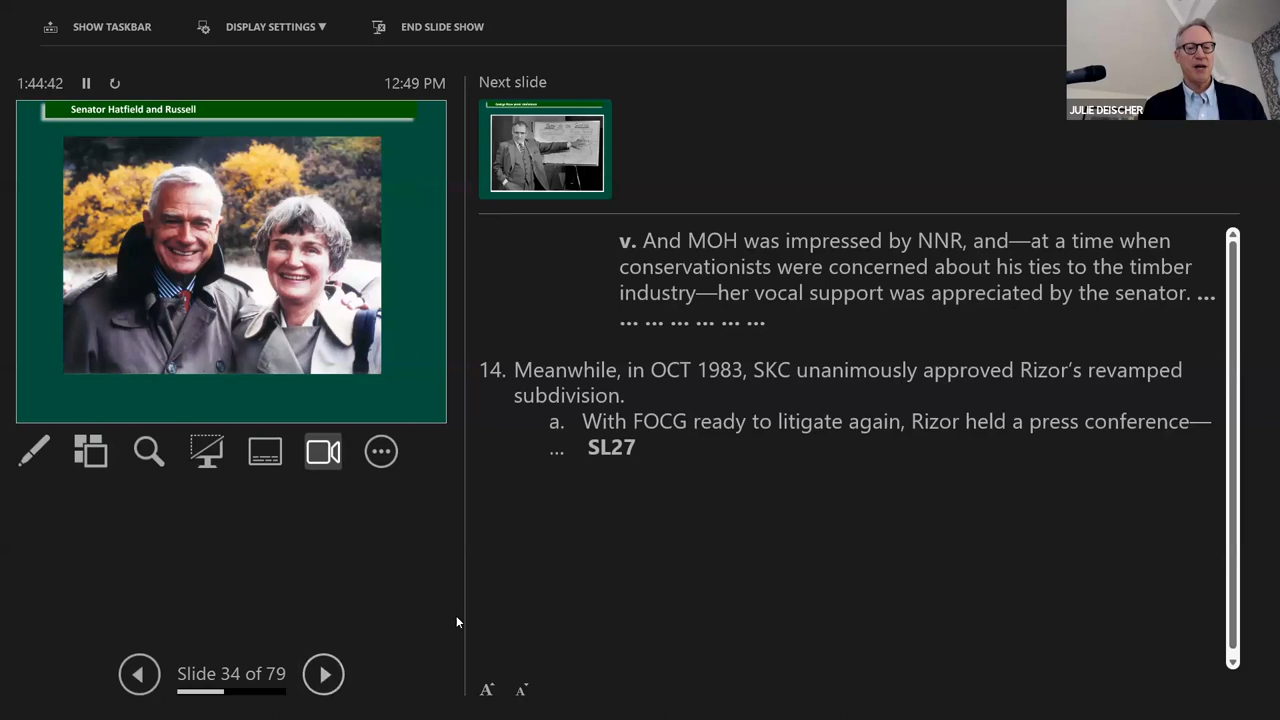 SHOW TASKBAR
DISPLAY SETTINGS ▼
END SLIDE SHOW
JULIE DEISCHER
1:44:42
12:49 PM
Next slide
Senator Hatfield and Russell
v. And MOH was impressed by NNR, and—at a time when
conservationists were concerned about his ties to the timber
industry—her vocal support was appreciated by the senator. ...
... ... ... ... ... ...
14. Meanwhile, in OCT 1983, SKC unanimously approved Rizor’s revamped
subdivision.
a. With FOCG ready to litigate again, Rizor held a press conference—
... SL27
Slide 34 of 79
A A